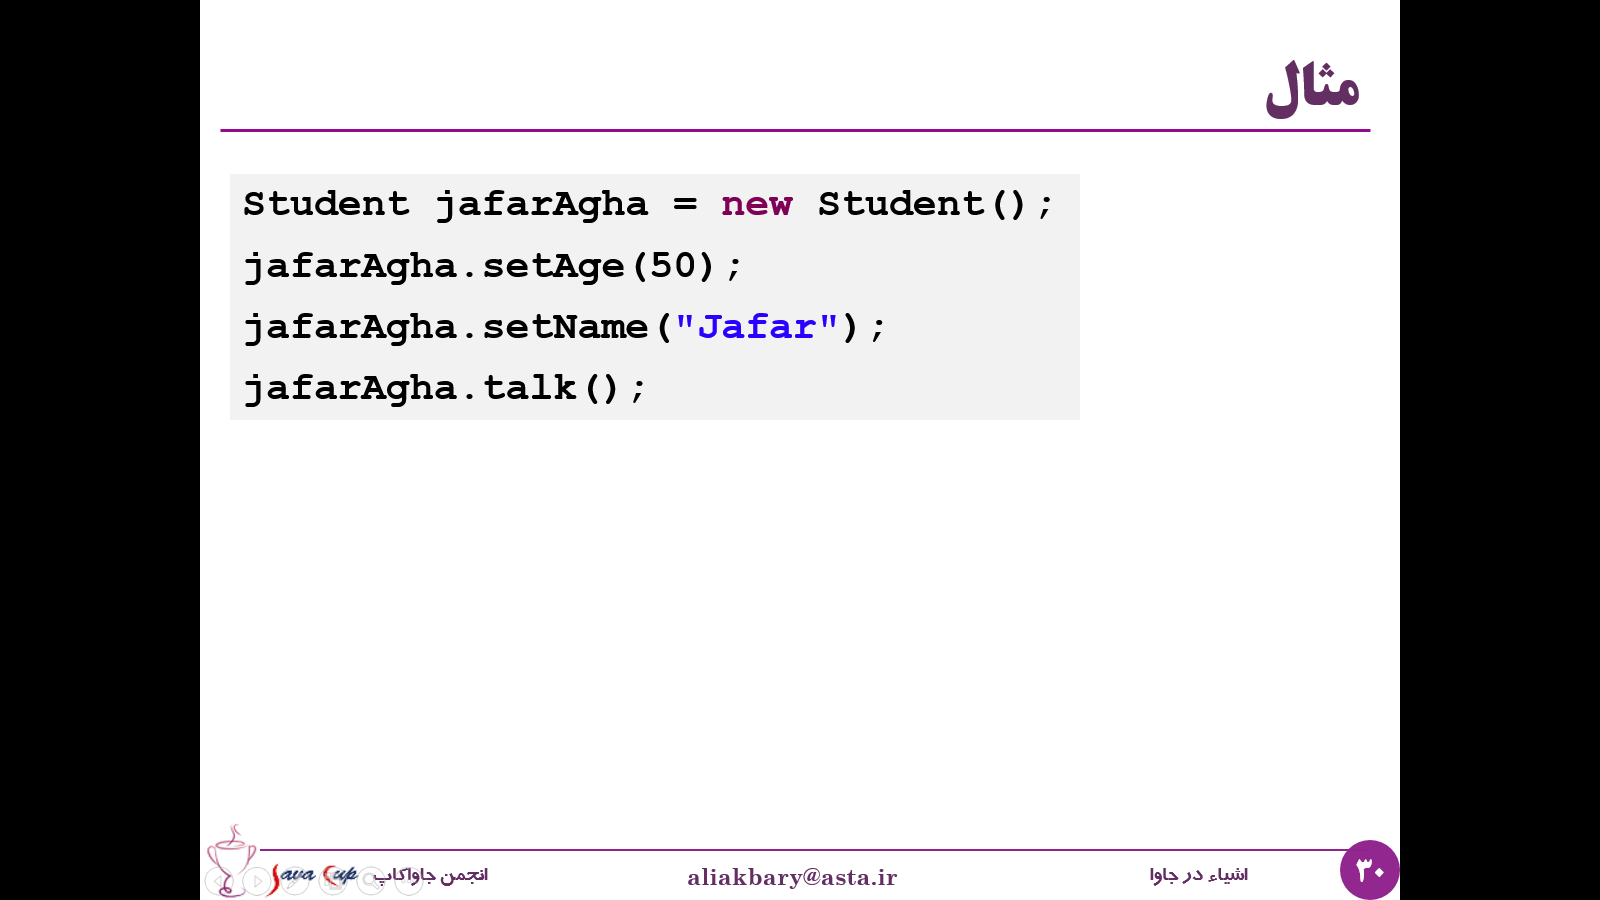 مثال
Student jafarAgha = new Student();
jafarAgha.setAge(50);
jafarAgha.setName("Jafar");
jafarAgha.talk();
۳۰
اشیاء در جاوا
aliakbary@asta.ir
انجمن جاواکاپ
Java Cup